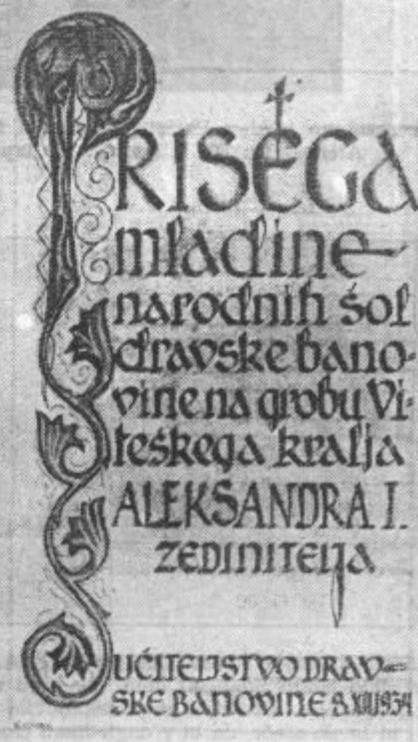 PRISEGA
mladine
narodnih šol
dravske bano-
vine na grobu Vi-
teškega kralja
ALEKSANDRA I.
ZEDINITELJA
UČITELJSTVO DRAV-
SKE BANOVINE 8.XII.1934